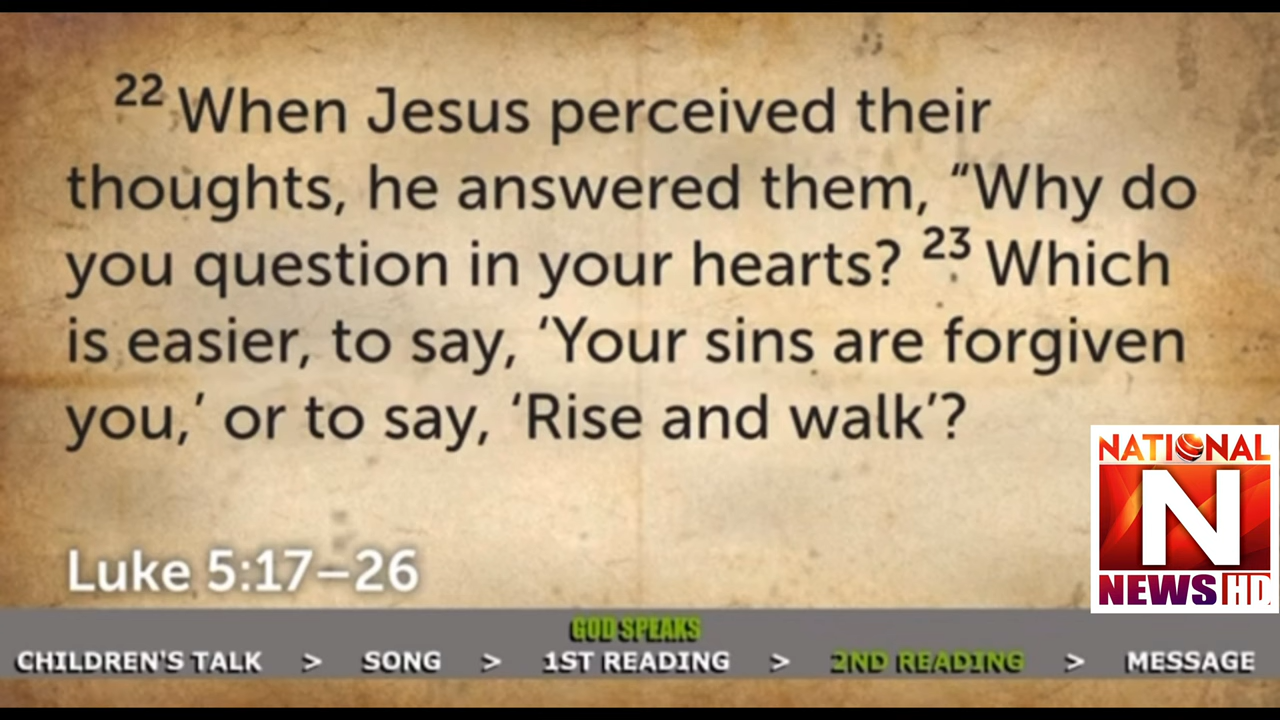 22 When Jesus perceived their
thoughts, he answered them, “Why do
you question in your hearts? 23 Which
is easier, to say, ‘Your sins are forgiven
you,’ or to say, ‘Rise and walk’?
Luke 5:17–26
NATIONAL
N
NEWS HD
GOD SPEAKS
CHILDREN'S TALK > SONG > 1ST READING > 2ND READING > MESSAGE